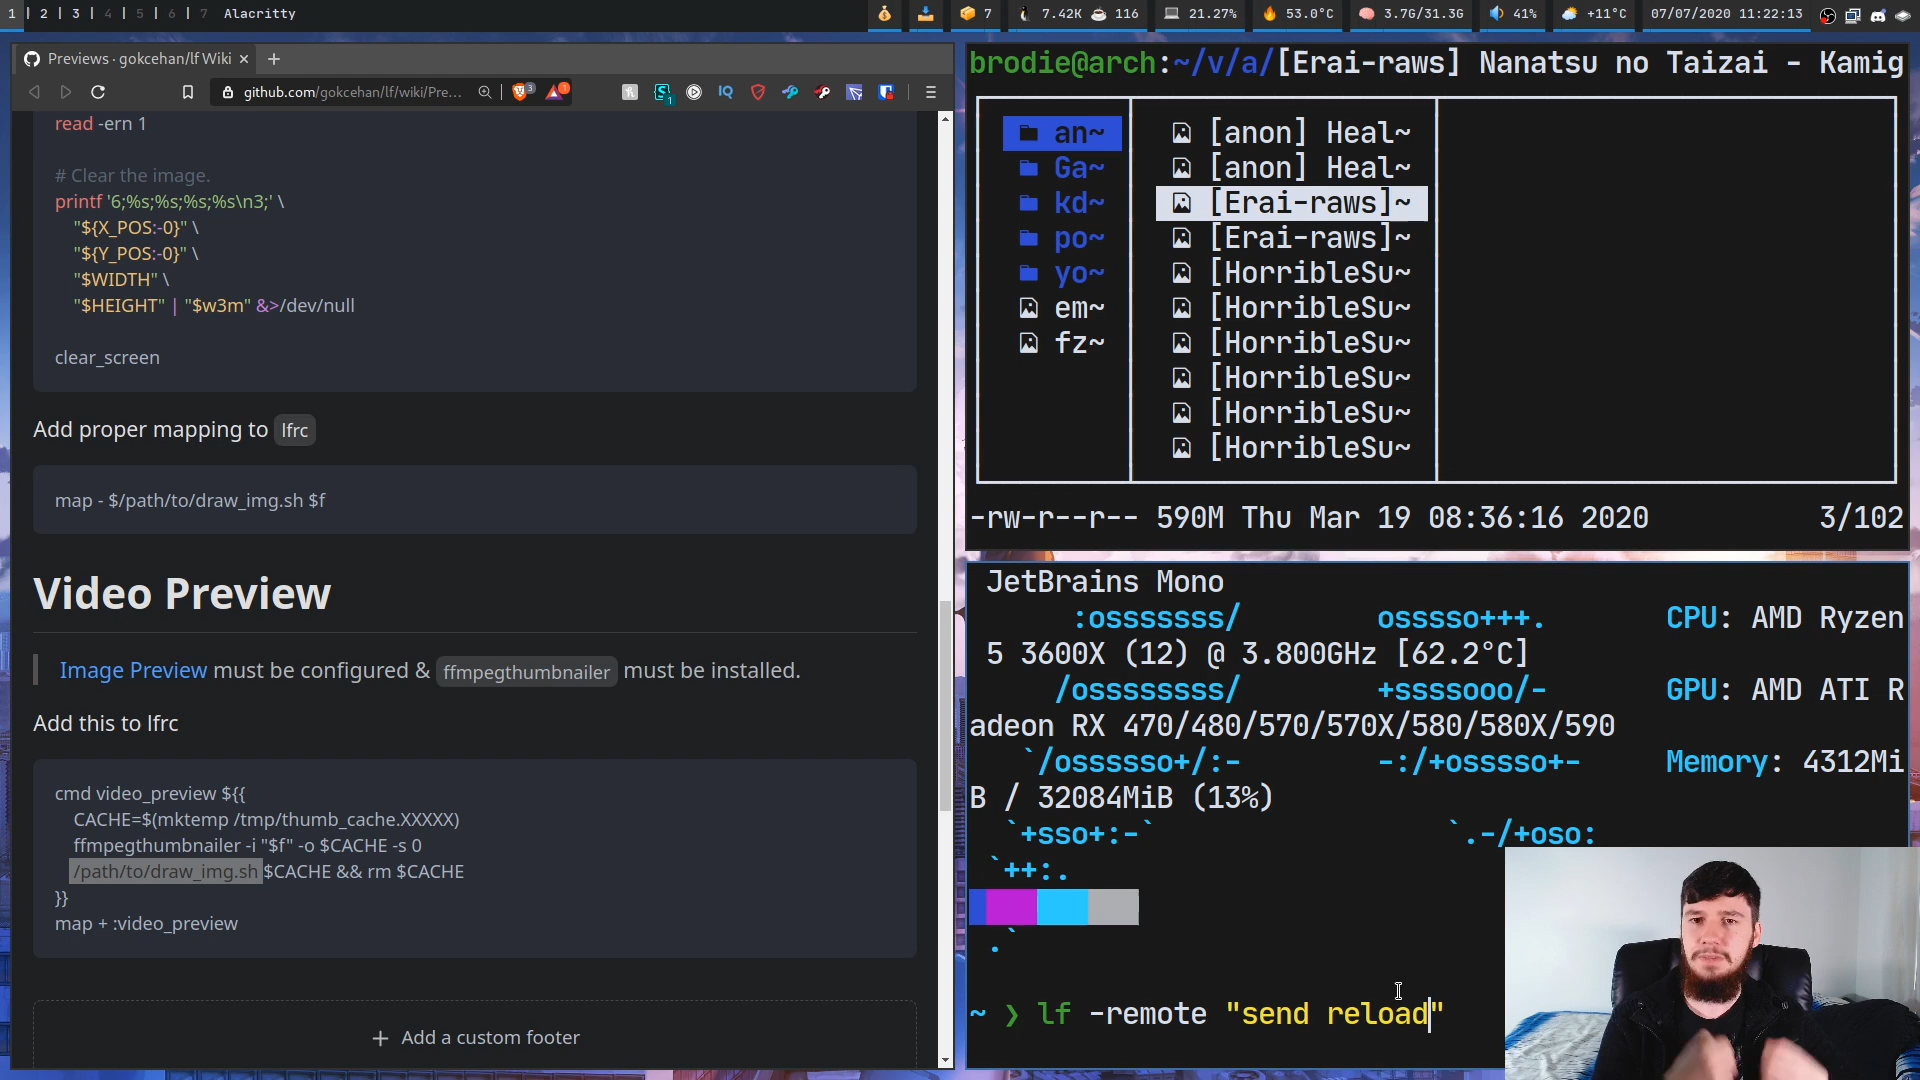 1 | 2 | 3 | 4 | 5 | 6 | 7 Alacritty
7 7.42K 116 21.27% 53.0°C 3.7G/31.3G 41% +11°C 07/07/2020 11:22:13
Previews · gokcehan/lf Wiki × +
github.com/gokcehan/lf/wiki/Pre... 3 1 1 IQ
read -ern 1
# Clear the image.
printf '6;%s;%s;%s;%s\n3;' \
"${X_POS:-0}" \
"${Y_POS:-0}" \
"$WIDTH" \
"$HEIGHT" | "$w3m" &>/dev/null
clear_screen
Add proper mapping to lfrc
map - $/path/to/draw_img.sh $f
Video Preview
Image Preview must be configured & ffmpegthumbnailer must be installed.
Add this to lfrc
cmd video_preview ${{
CACHE=$(mktemp /tmp/thumb_cache.XXXXX)
ffmpegthumbnailer -i "$f" -o $CACHE -s 0
/path/to/draw_img.sh $CACHE && rm $CACHE
}}
map + :video_preview
+ Add a custom footer
brodie@arch:~/v/a/[Erai-raws] Nanatsu no Taizai - Kamig
an~ [anon] Heal~
Ga~ [anon] Heal~
kd~ [Erai-raws]~
po~ [Erai-raws]~
yo~ [HorribleSu~
em~ [HorribleSu~
fz~ [HorribleSu~
[HorribleSu~
[HorribleSu~
[HorribleSu~
-rw-r--r-- 590M Thu Mar 19 08:36:16 2020 3/102
JetBrains Mono
:osssssss/ osssso+++. CPU: AMD Ryzen
5 3600X (12) @ 3.800GHz [62.2°C]
/ossssssss/ +ssssooo/- GPU: AMD ATI R
adeon RX 470/480/570/570X/580/580X/590
`/ossssso+/:- -:/+osssso+- Memory: 4312Mi
B / 32084MiB (13%)
`+sso+:-` `.-/+oso:
`++:.
.`
~ ❯ lf -remote "send reload"